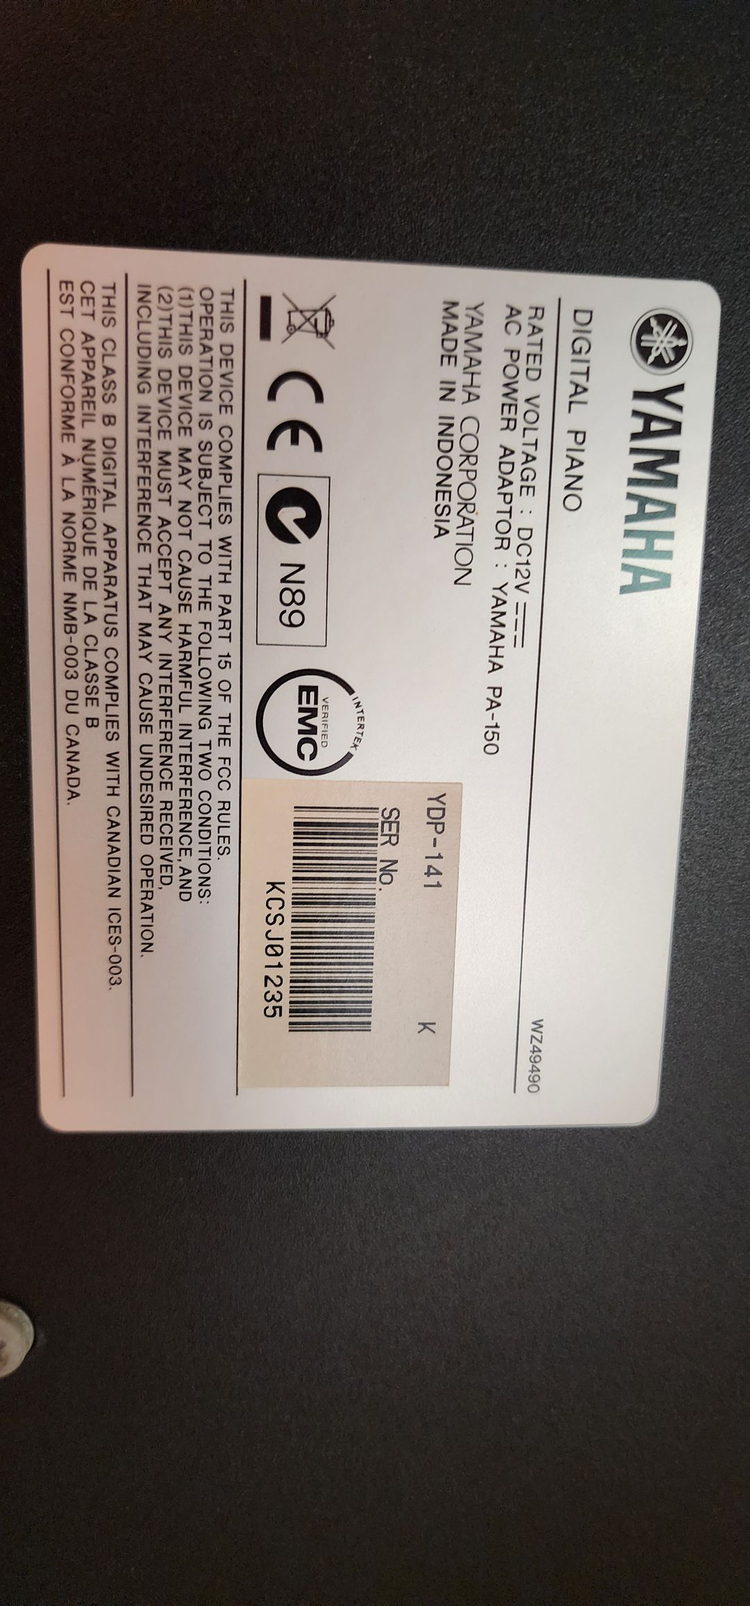 YAMAHA
DIGITAL PIANO
WZ49490
RATED VOLTAGE : DC12V
AC POWER ADAPTOR : YAMAHA PA-150
YAMAHA CORPORATION
MADE IN INDONESIA
YDP-141 K
SER No.
KCSJ01235
CE
N89
INTERTEK
VERIFIED
EMC
THIS DEVICE COMPLIES WITH PART 15 OF THE FCC RULES.
OPERATION IS SUBJECT TO THE FOLLOWING TWO CONDITIONS:
(1)THIS DEVICE MAY NOT CAUSE HARMFUL INTERFERENCE, AND
(2)THIS DEVICE MUST ACCEPT ANY INTERFERENCE RECEIVED,
INCLUDING INTERFERENCE THAT MAY CAUSE UNDESIRED OPERATION.
THIS CLASS B DIGITAL APPARATUS COMPLIES WITH CANADIAN ICES-003.
CET APPAREIL NUMÉRIQUE DE LA CLASSE B
EST CONFORME À LA NORME NMB-003 DU CANADA.